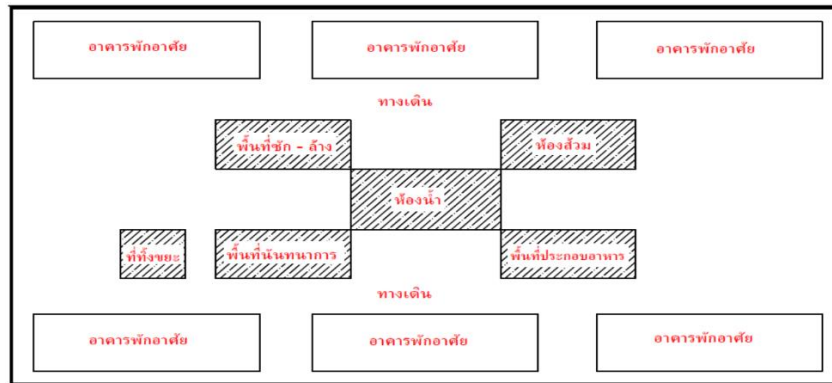 อาคารพักอาศัย อาคารพักอาศัย อาคารพักอาศัย
ทางเดิน
พื้นที่ซัก - ล้าง ห้องส้วม
ห้องน้ำ
ที่ทิ้งขยะ พื้นที่นันทนาการ พื้นที่ประกอบอาหาร
ทางเดิน
อาคารพักอาศัย อาคารพักอาศัย อาคารพักอาศัย